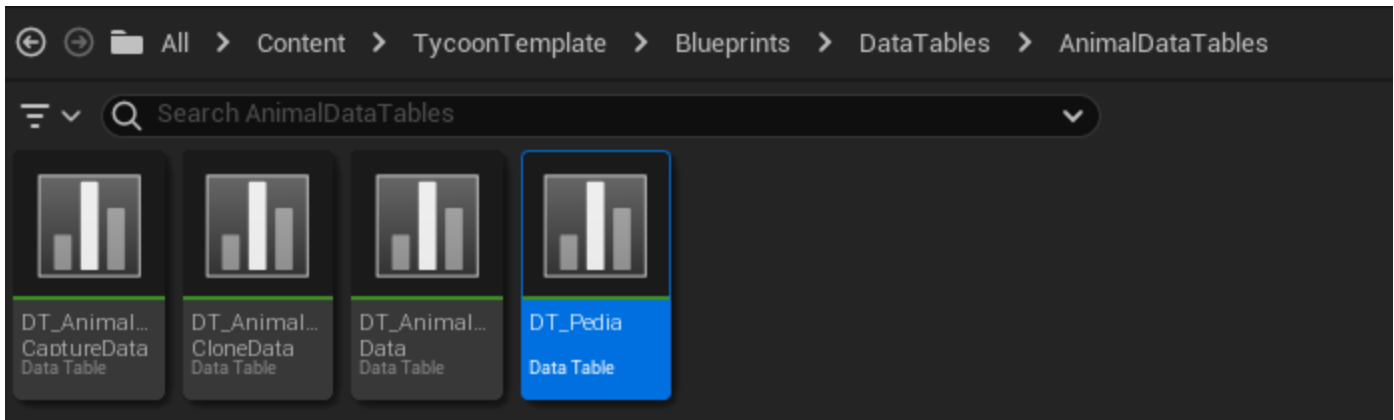 All > Content > TycoonTemplate > Blueprints > DataTables > AnimalDataTables
Search AnimalDataTables
DT_Animal...
CaptureData
Data Table
DT_Animal...
CloneData
Data Table
DT_Animal...
Data
Data Table
DT_Pedia
Data Table